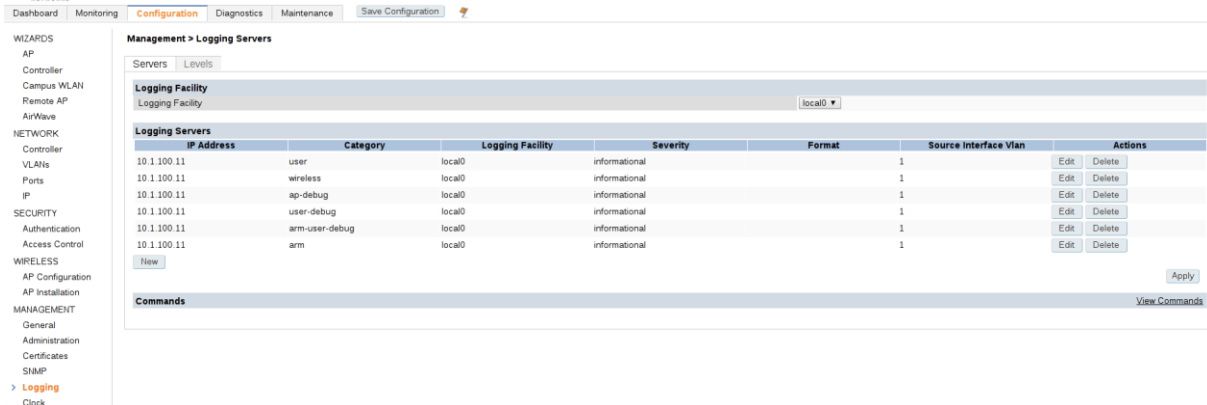 Dashboard Monitoring Configuration Diagnostics Maintenance Save Configuration
WIZARDS
AP
Controller
Campus WLAN
Remote AP
AirWave
NETWORK
Controller
VLANs
Ports
IP
SECURITY
Authentication
Access Control
WIRELESS
AP Configuration
AP Installation
MANAGEMENT
General
Administration
Certificates
SNMP
> Logging
Clock
Management > Logging Servers
Servers Levels
Logging Facility
Logging Facility local0 ▼
Logging Servers
IP Address Category Logging Facility Severity Format Source Interface Vlan Actions
10.1.100.11 user local0 informational 1 Edit Delete
10.1.100.11 wireless local0 informational 1 Edit Delete
10.1.100.11 ap-debug local0 informational 1 Edit Delete
10.1.100.11 user-debug local0 informational 1 Edit Delete
10.1.100.11 arm-user-debug local0 informational 1 Edit Delete
10.1.100.11 arm local0 informational 1 Edit Delete
New
Apply
Commands View Commands